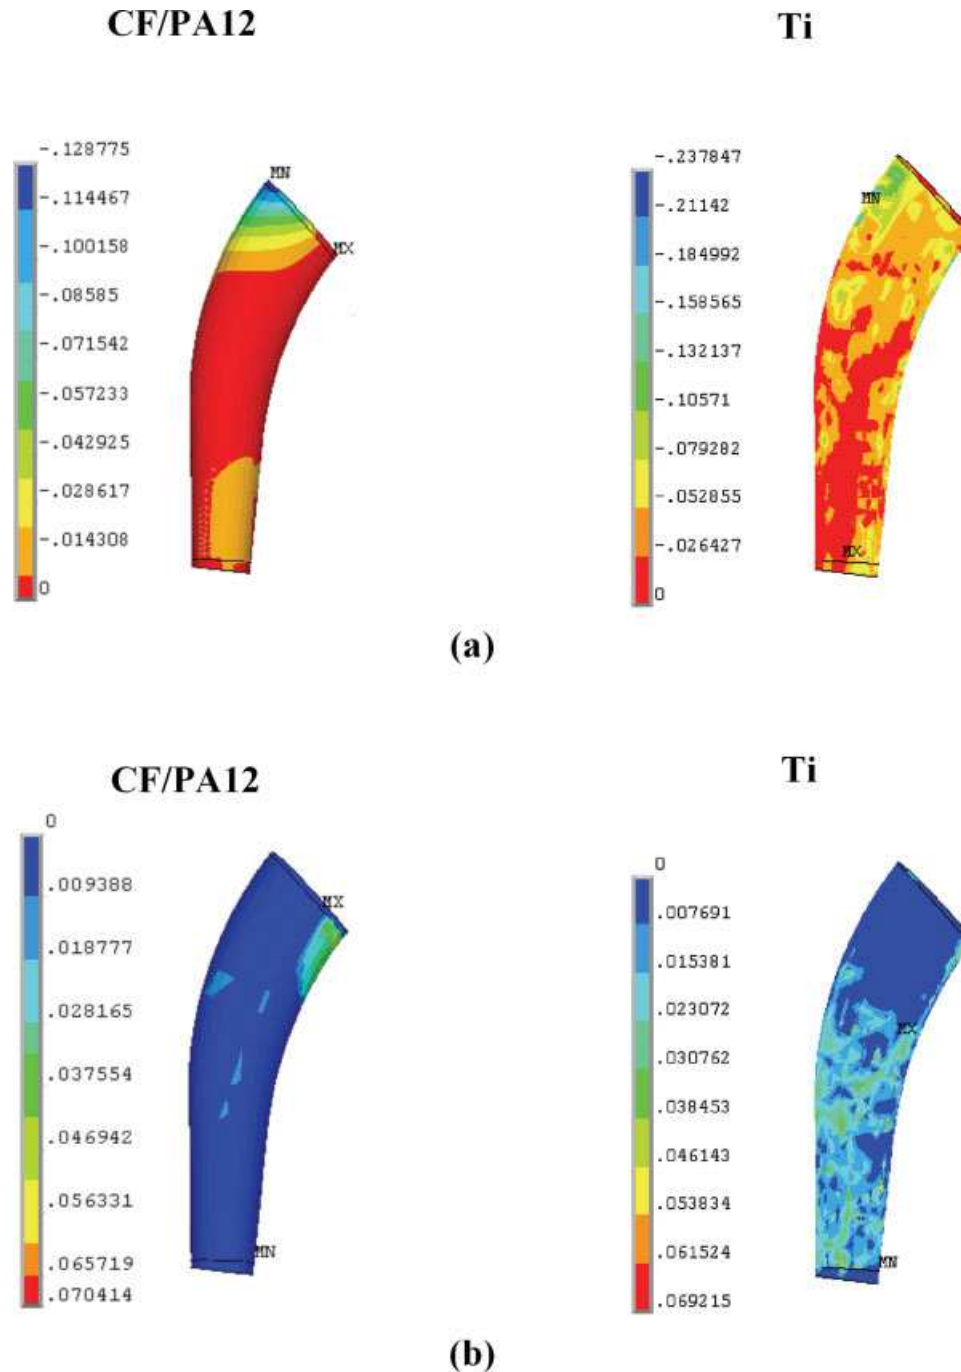 CF/PA12
Ti
-.128775
-.114467
-.100158
-.08585
-.071542
-.057233
-.042925
-.028617
-.014308
0
MN
MX
-.237847
-.21142
-.184992
-.158565
-.132137
-.10571
-.079282
-.052855
-.026427
0
MN
MX
(a)
CF/PA12
Ti
0
.009388
.018777
.028165
.037554
.046942
.056331
.065719
.070414
MX
MN
0
.007691
.015381
.023072
.030762
.038453
.046143
.053834
.061524
.069215
MX
MN
(b)